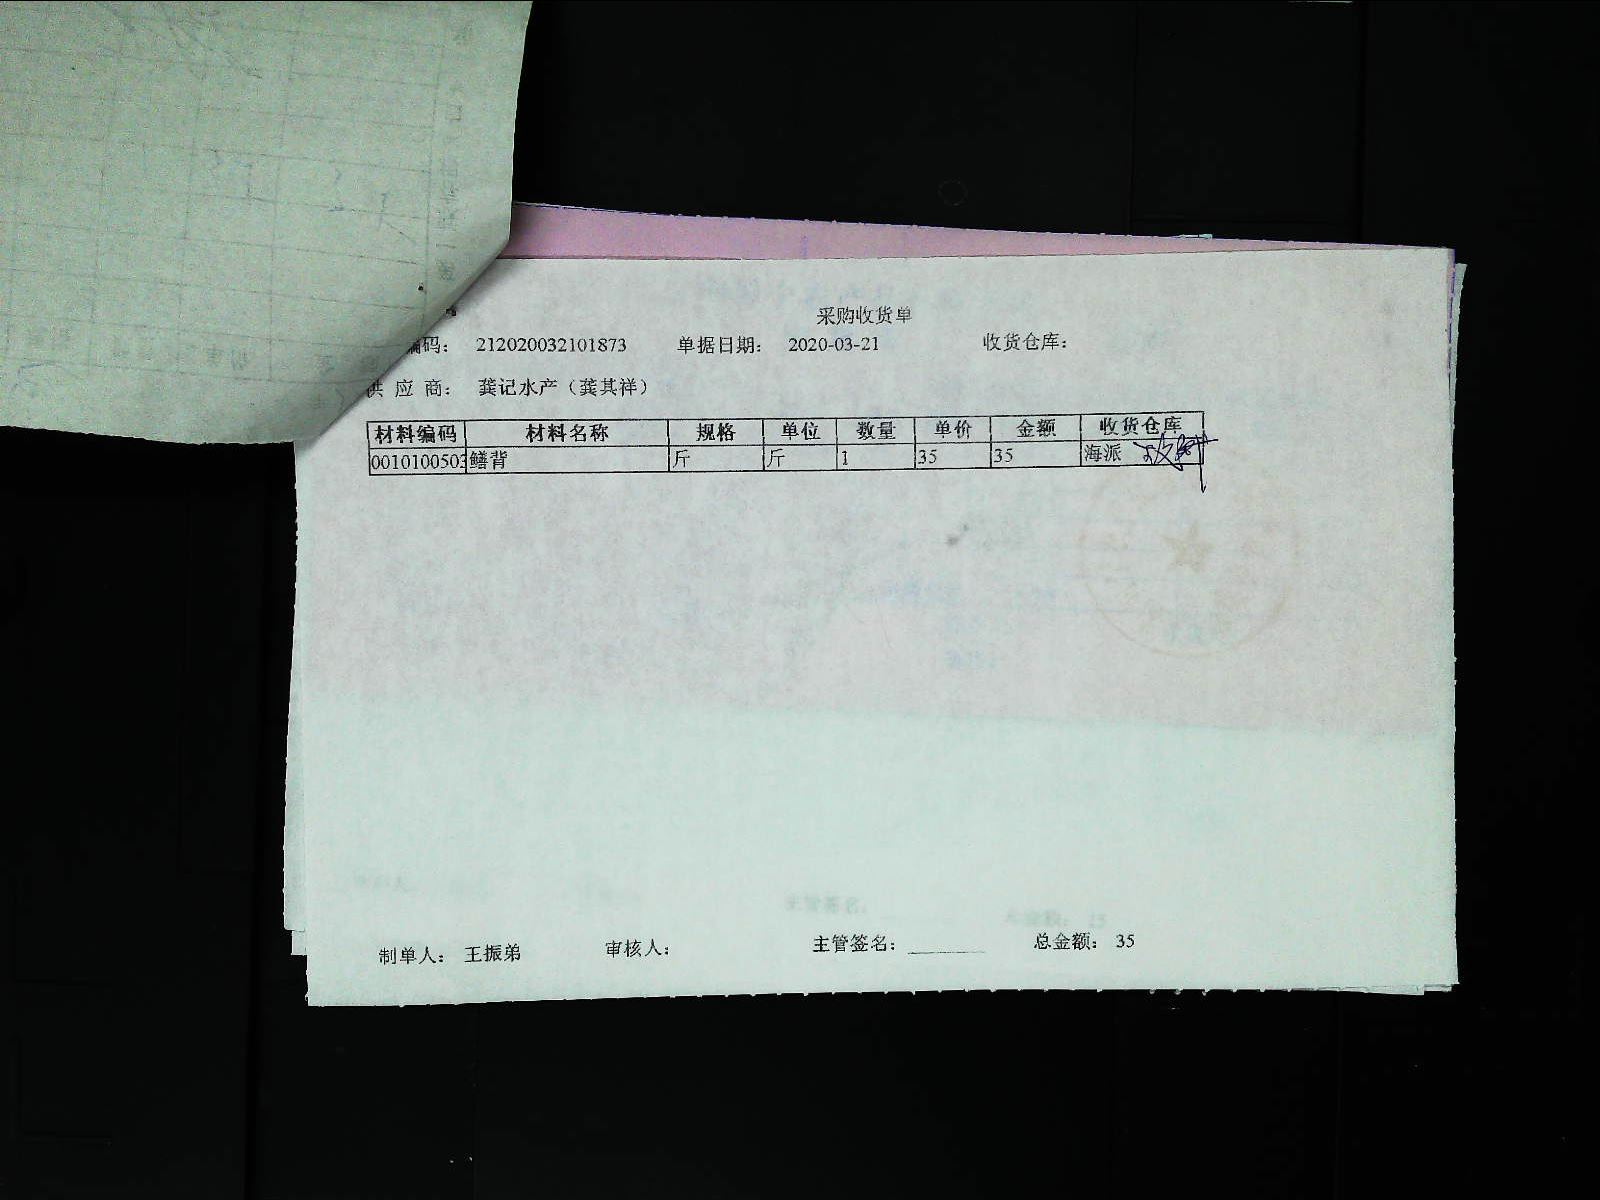 采购收货单
编码： 212020032101873 单据日期： 2020-03-21 收货仓库：
供 应 商： 龚记水产（龚其祥）
材料编码 材料名称 规格 单位 数量 单价 金额 收货仓库
0010100503 鳝背 斤 斤 1 35 35 海派
制单人： 王振弟 审核人： 主管签名： 总金额： 35